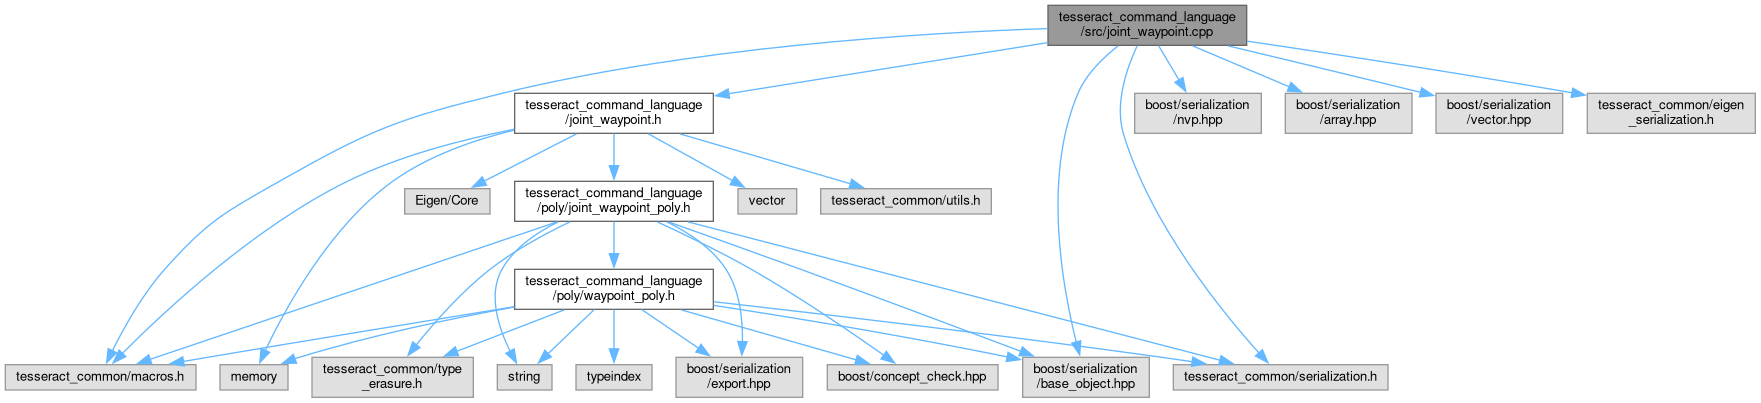 tesseract_command_language
/src/joint_waypoint.cpp
tesseract_command_language
/joint_waypoint.h
boost/serialization
/nvp.hpp
boost/serialization
/array.hpp
boost/serialization
/vector.hpp
tesseract_common/eigen
_serialization.h
Eigen/Core
tesseract_command_language
/poly/joint_waypoint_poly.h
vector
tesseract_common/utils.h
tesseract_command_language
/poly/waypoint_poly.h
tesseract_common/macros.h
memory
tesseract_common/type
_erasure.h
string
typeindex
boost/serialization
/export.hpp
boost/concept_check.hpp
boost/serialization
/base_object.hpp
tesseract_common/serialization.h